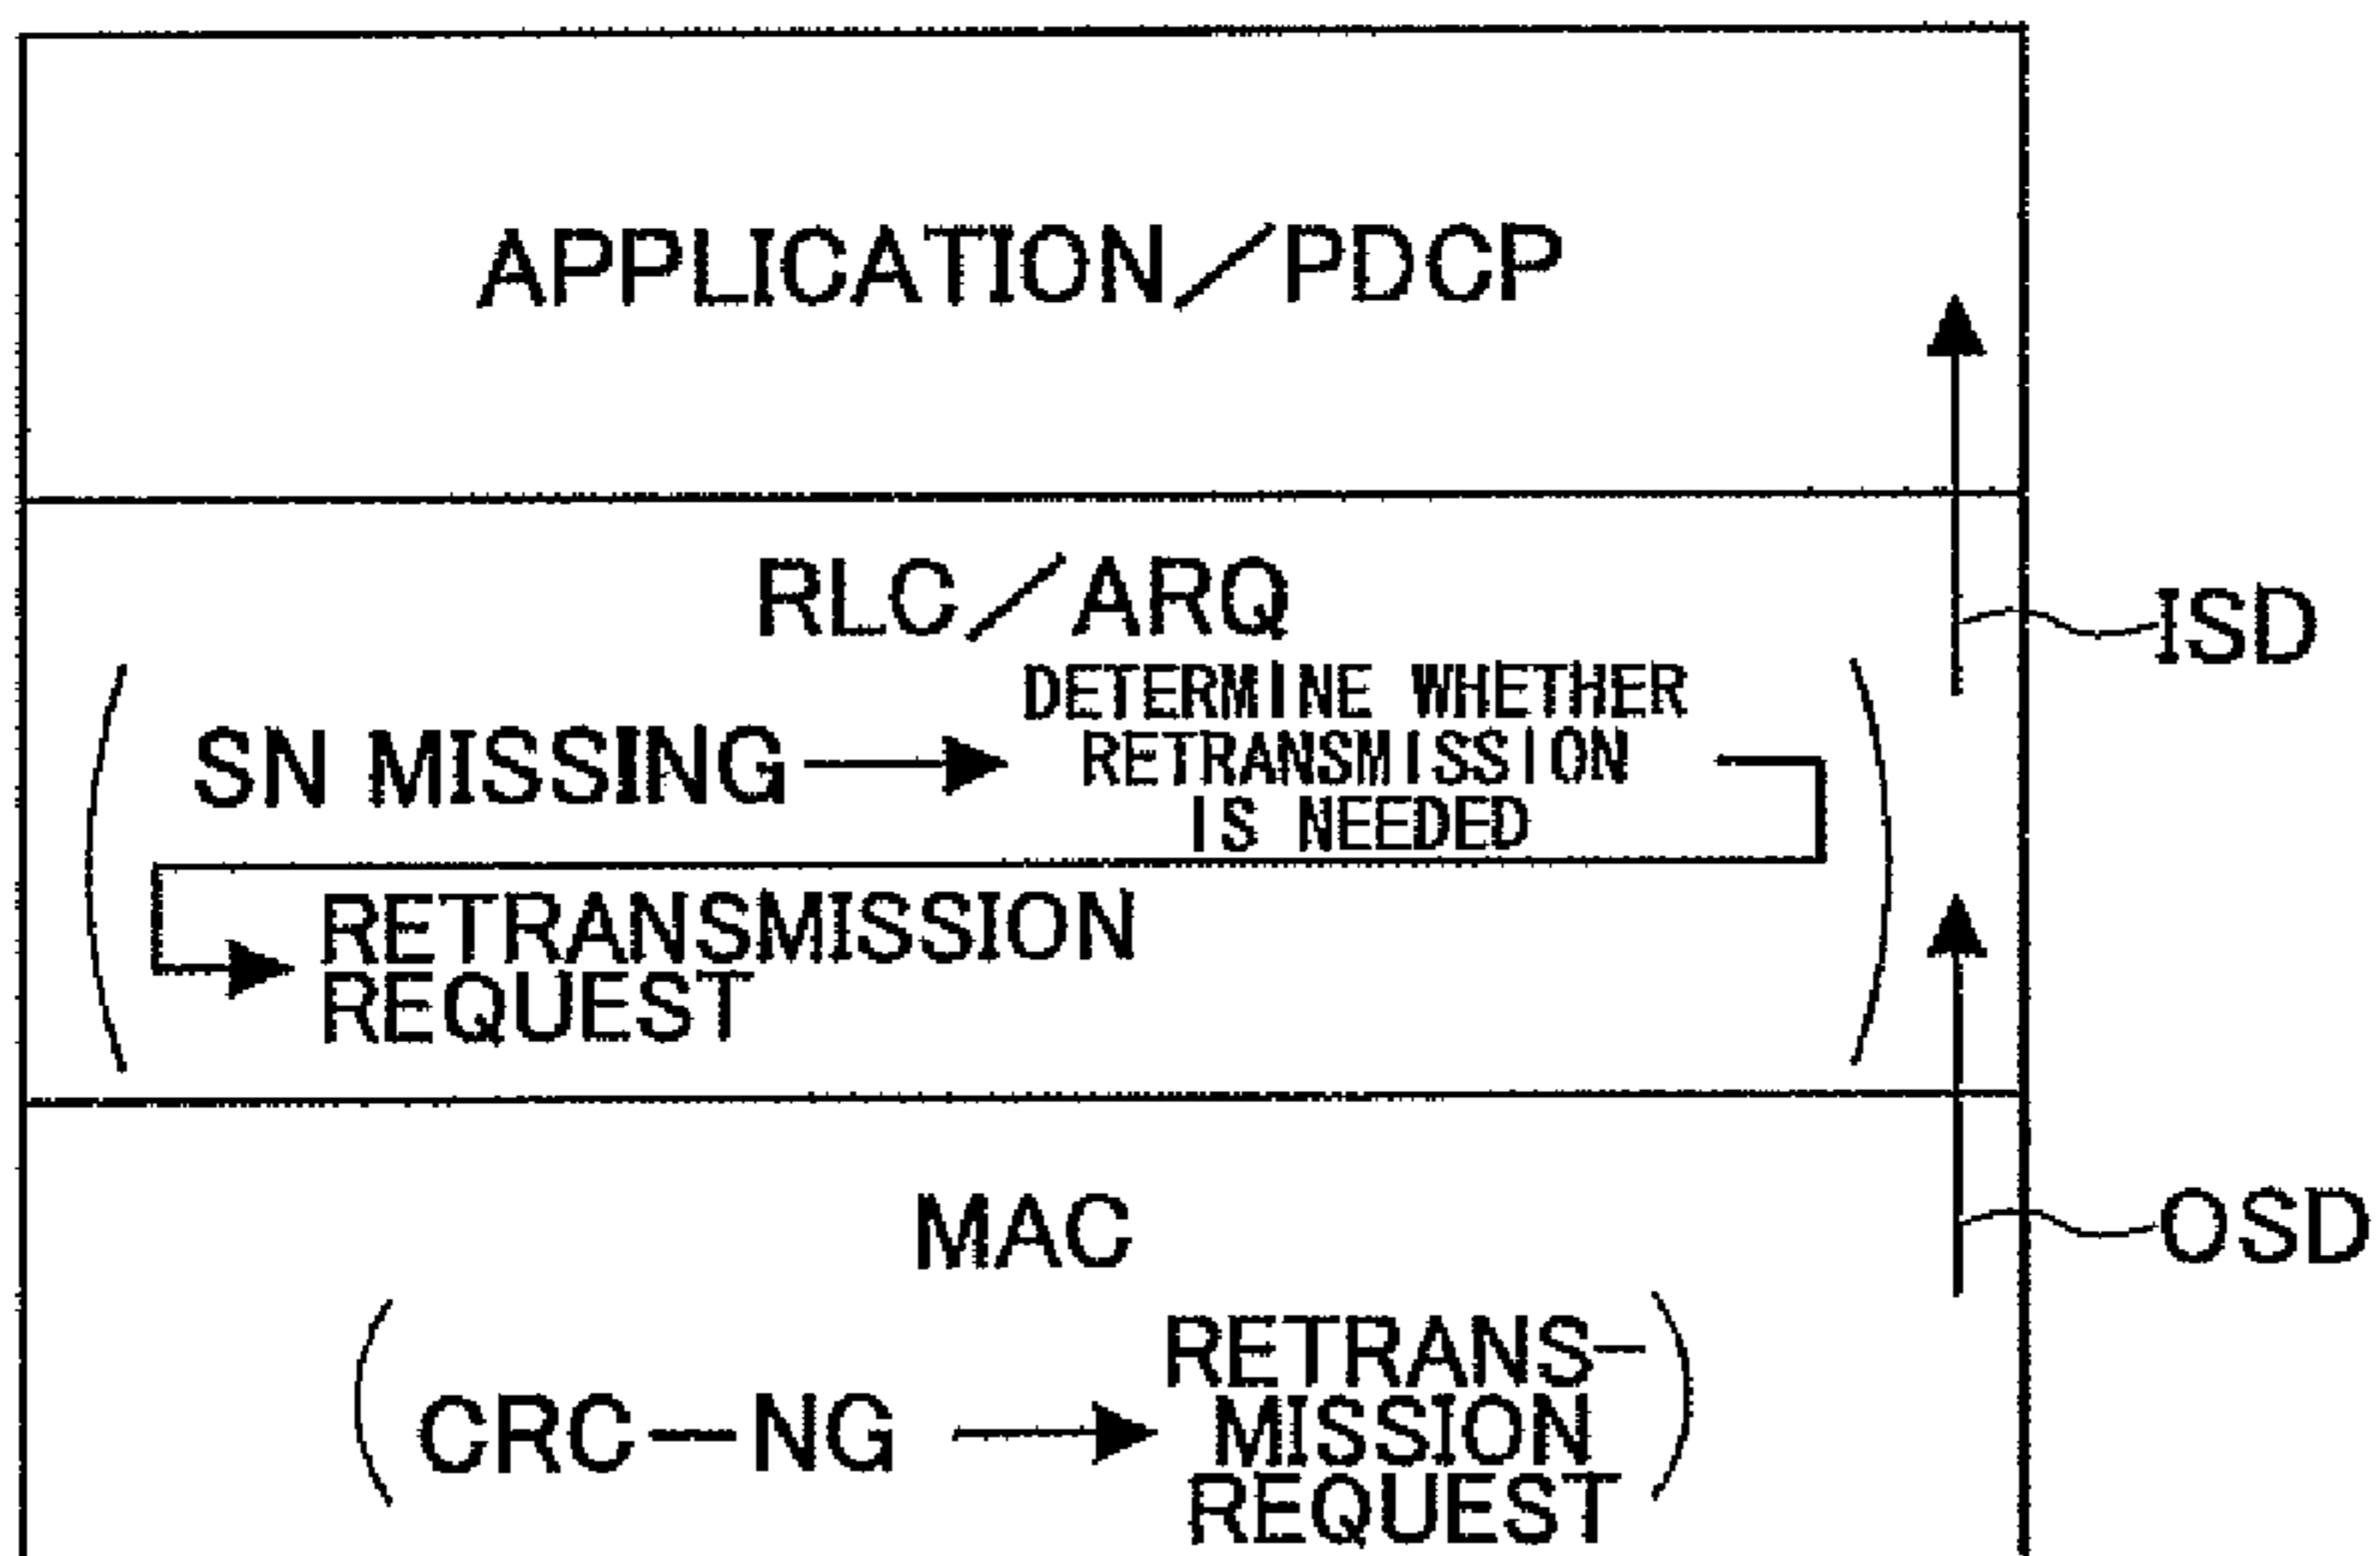 APPLICATION/PDCP
RLC/ARQ
ISD
SN MISSING
DETERMINE WHETHER
RETRANSMISSION
IS NEEDED
RETRANSMISSION
REQUEST
MAC
OSD
CRC-NG
RETRANS-
MISSION
REQUEST